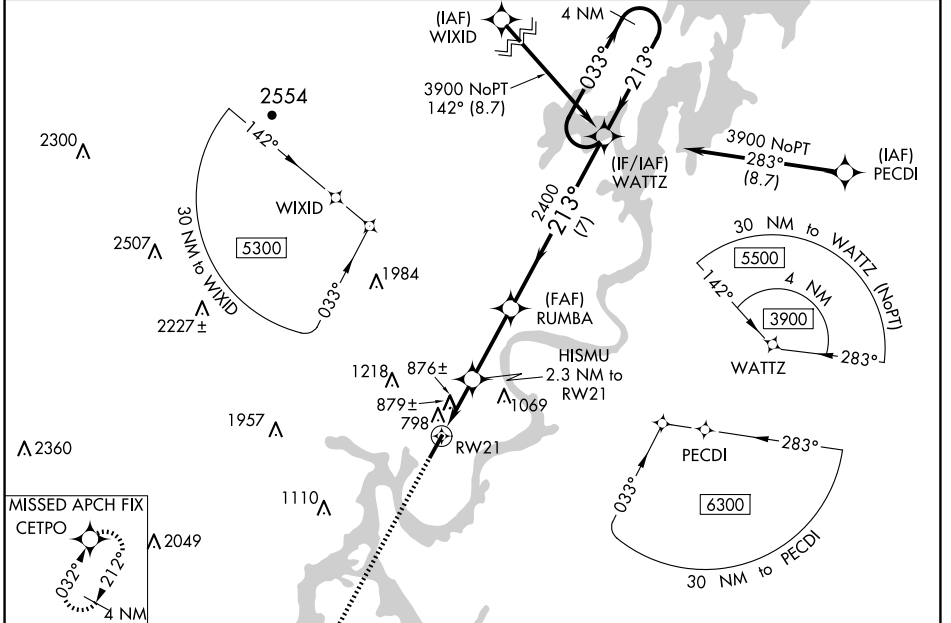 (IAF)
WIXID
4 NM
033°
213°
3900 NoPT
142° (8.7)
2554
2300
142°
WIXID
30 NM to WIXID
5300
033°
2507
2227±
1984
(IF/IAF)
WATTZ
3900 NoPT
283°
(8.7)
(IAF)
PECDI
2400
213°
(7)
30 NM to WATTZ (NoPT)
5500
4 NM
142°
3900
283°
WATTZ
(FAF)
RUMBA
HISMU
2.3 NM to
RW21
1218
876±
879±
798
1069
RW21
1957
2360
1110
PECDI
283°
033°
6300
30 NM to PECDI
MISSED APCH FIX
CETPO
032°
212°
4 NM
2049